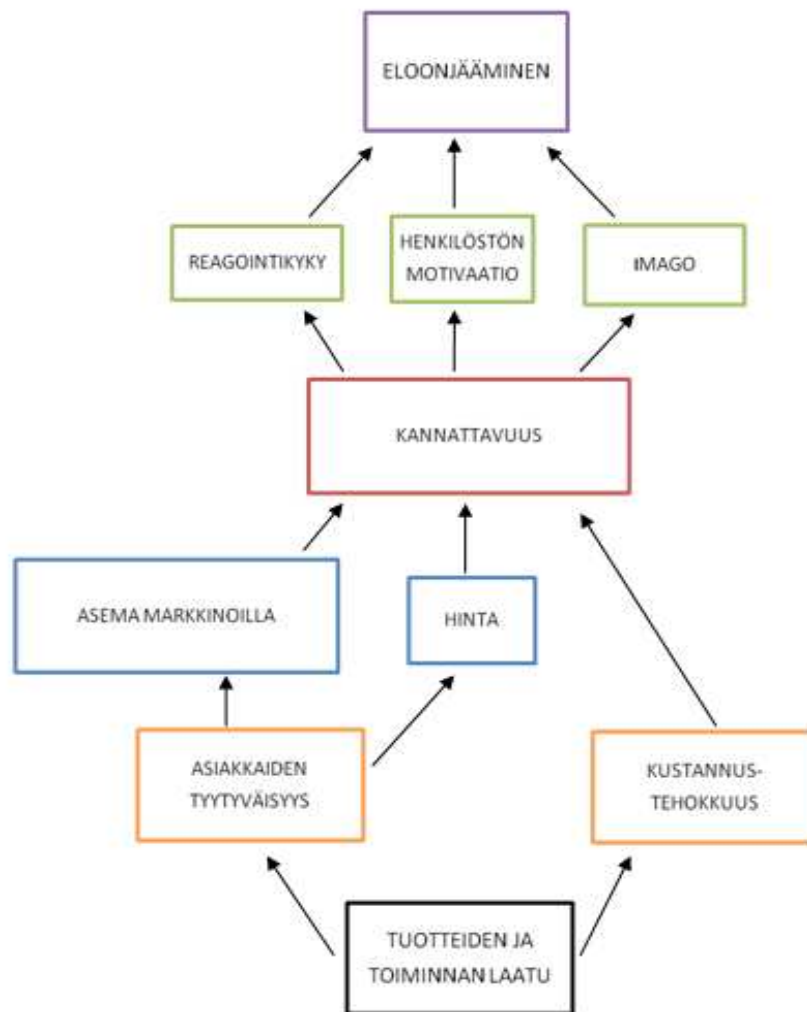 ELOONJÄÄMINEN
REAGOINTIKYKY
HENKILÖSTÖN
MOTIVAATIO
IMAGO
KANNATTAVUUS
ASEMA MARKKINOILLA
HINTA
ASIAKKAIDEN
TYYTYVÄISYYS
KUSTANNUS-
TEHOKKUUS
TUOTTEIDEN JA
TOIMINNAN LAATU